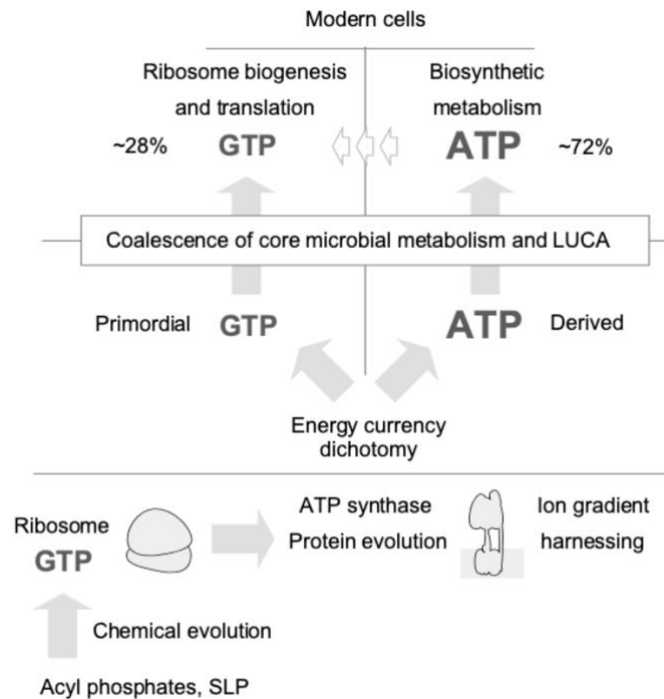 Modern cells
Ribosome biogenesis
and translation
Biosynthetic
metabolism
~28%
GTP
ATP
~72%
Coalescence of core microbial metabolism and LUCA
Primordial
GTP
ATP
Derived
Energy currency
dichotomy
Ribosome
GTP
ATP synthase
Protein evolution
Ion gradient
harnessing
Chemical evolution
Acyl phosphates, SLP